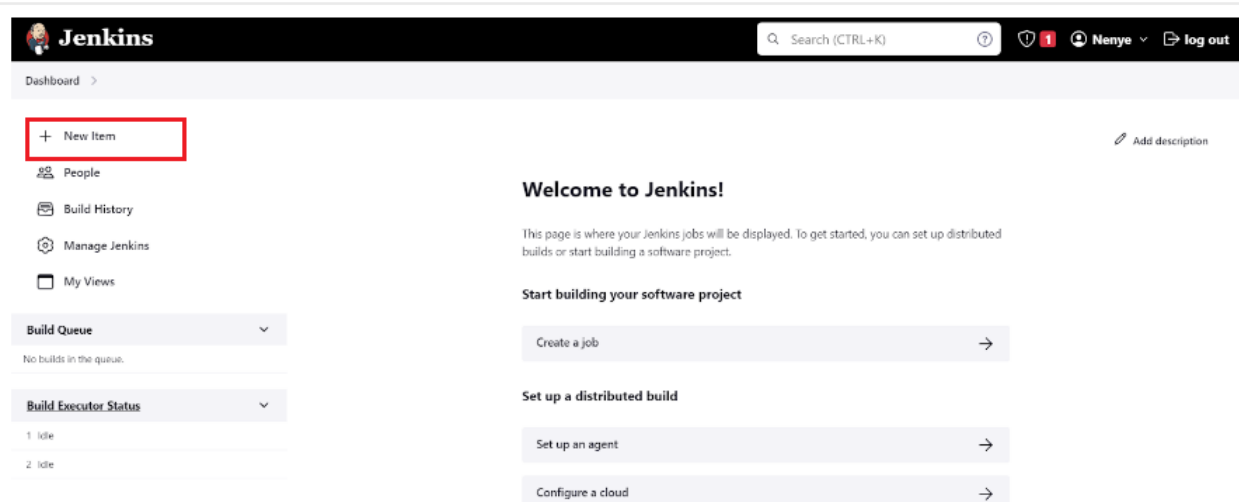 Jenkins
Search (CTRL+K)
1
Nenye
log out
Dashboard
New Item
People
Build History
Manage Jenkins
My Views
Build Queue
No builds in the queue.
Build Executor Status
1 Idle
2 Idle
Add description
Welcome to Jenkins!
This page is where your Jenkins jobs will be displayed. To get started, you can set up distributed
builds or start building a software project.
Start building your software project
Create a job
Set up a distributed build
Set up an agent
Configure a cloud